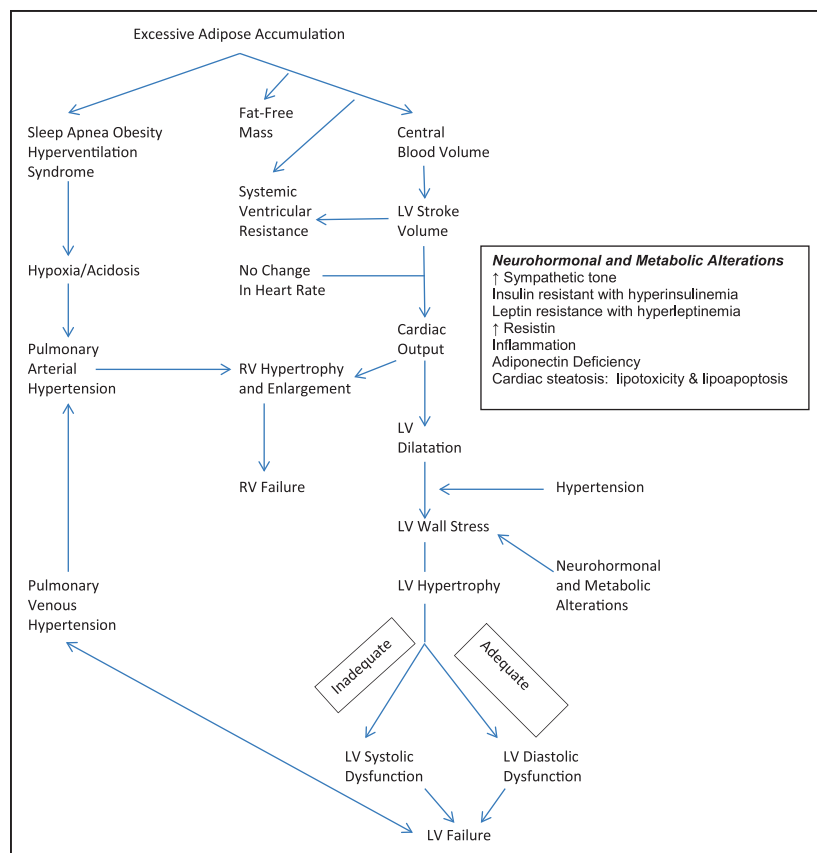 Excessive Adipose Accumulation
Fat-Free
Mass
Sleep Apnea Obesity
Hyperventilation
Syndrome
Central
Blood Volume
Systemic
Ventricular
Resistance
LV Stroke
Volume
Hypoxia/Acidosis
No Change
In Heart Rate
Neurohormonal and Metabolic Alterations
↑ Sympathetic tone
Insulin resistant with hyperinsulinemia
Leptin resistance with hyperleptinemia
↑ Resistin
Inflammation
Adiponectin Deficiency
Cardiac steatosis: lipotoxicity & lipoapoptosis
Cardiac
Output
Pulmonary
Arterial
Hypertension
RV Hypertrophy
and Enlargement
LV
Dilatation
RV Failure
Hypertension
LV Wall Stress
Neurohormonal
and Metabolic
Alterations
LV Hypertrophy
Pulmonary
Venous
Hypertension
Inadequate
Adequate
LV Systolic
Dysfunction
LV Diastolic
Dysfunction
LV Failure